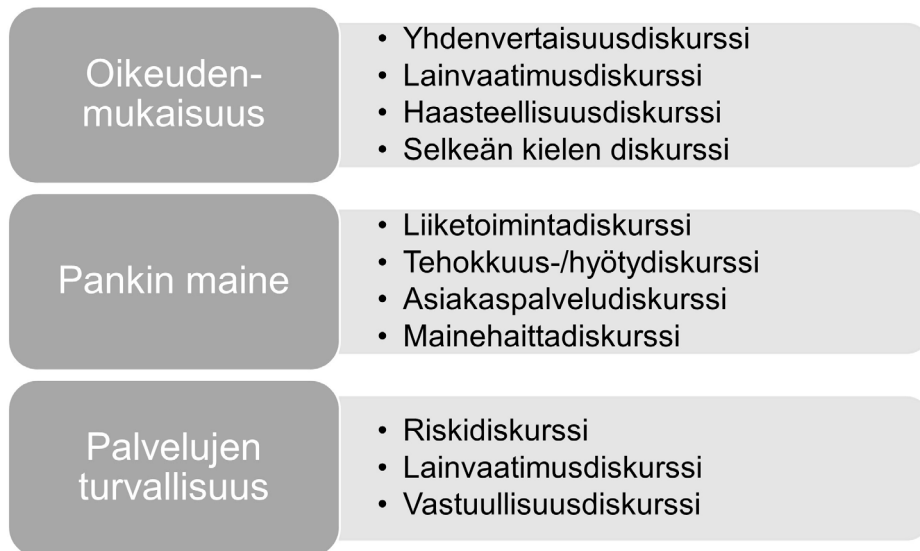 Oikeuden-
mukaisuus
• Yhdenvertaisuusdiskurssi
• Lainvaatimusdiskurssi
• Haasteellisuusdiskurssi
• Selkeän kielen diskurssi
Pankin maine
• Liiketoimintadiskurssi
• Tehokkuus-/hyötydiskurssi
• Asiakaspalveludiskurssi
• Mainehaittadiskurssi
Palvelujen
turvallisuus
• Riskidiskurssi
• Lainvaatimusdiskurssi
• Vastuullisuusdiskurssi